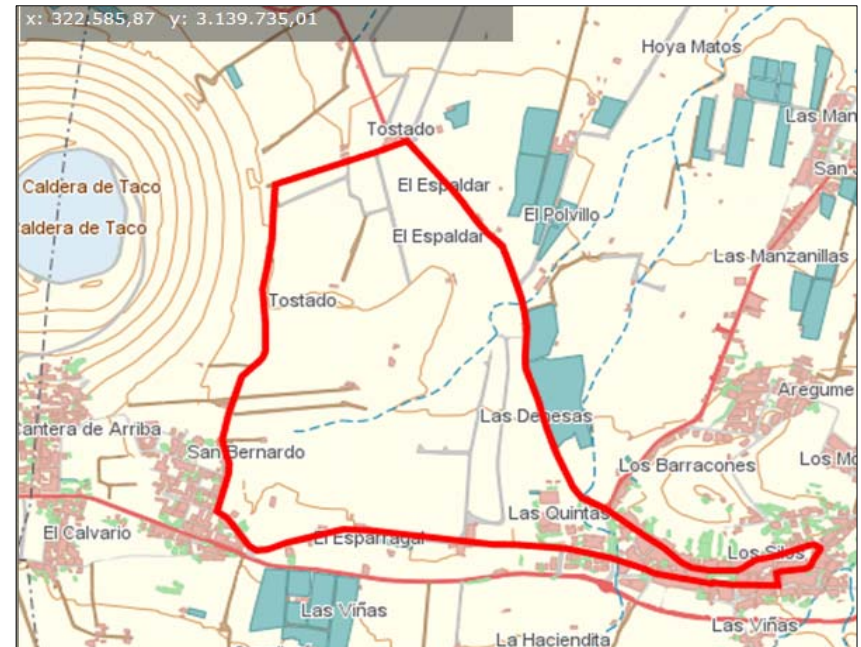 x: 322.585,87 y: 3.139.735,01
Hoya Matos
Las Man
Tostado
San
Caldera de Taco
El Espaldar
El Polvillo
aldera de Taco
El Espaldar
Las Manzanillas
Tostado
Aregume
Las Dehesas
antera de Arriba
San Bernardo
Los Barracones
Los Mo
Las Quintas
El Calvario
El Esparragal
Los Silos
Las Viñas
Las Viñas
La Haciendita